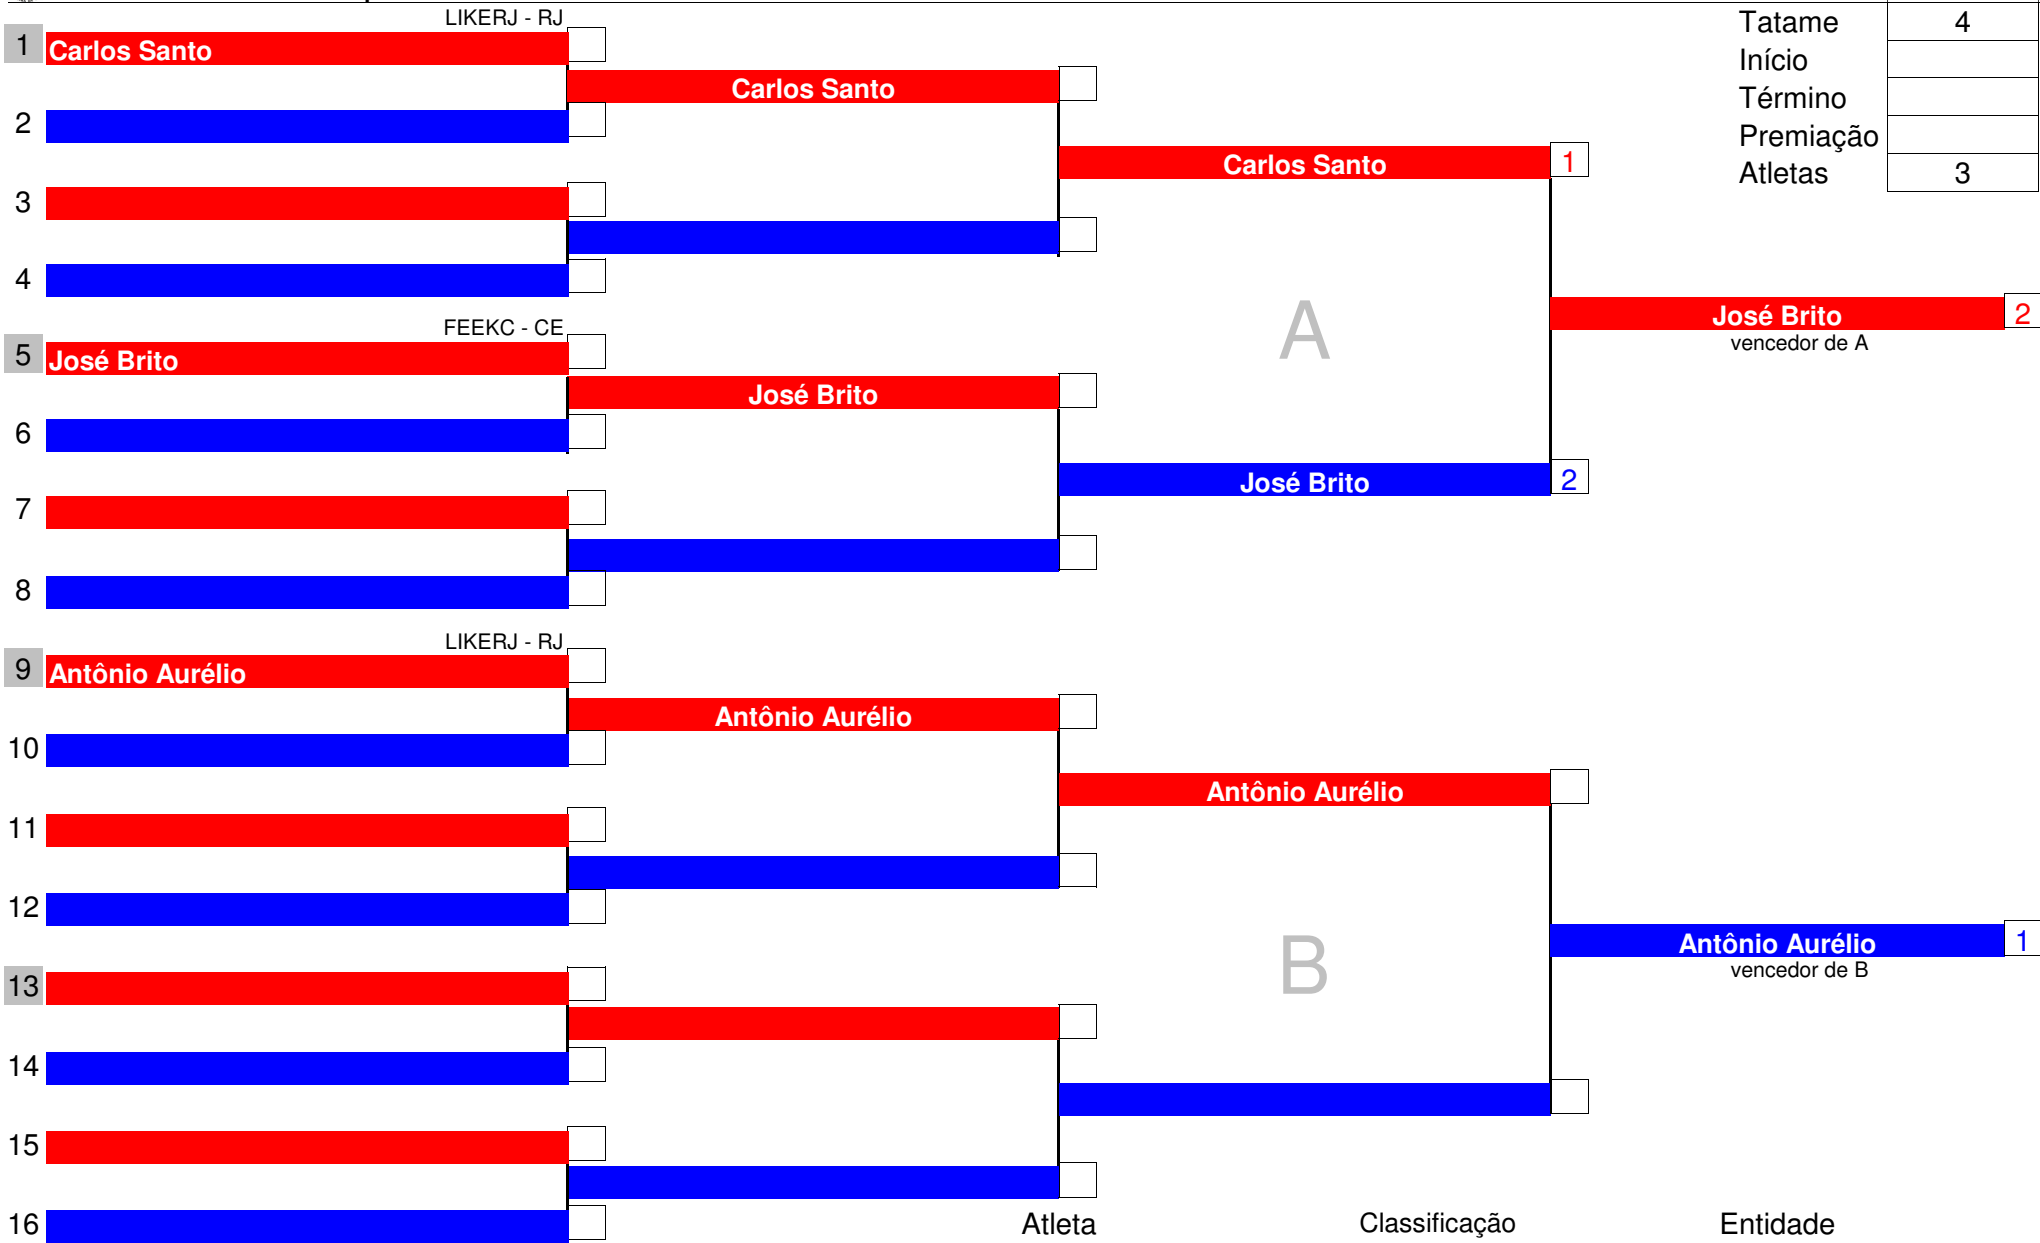 LIKERJ - RJ
Tatame 4
1 Carlos Santo
Início
Carlos Santo
Término
2
Premiação
Carlos Santo 1
Atletas 3
3
4
José Brito 2
vencedor de A
FEEKC - CE
A
5 José Brito
José Brito
6
José Brito 2
7
8
LIKERJ - RJ
9 Antônio Aurélio
Antônio Aurélio
10
Antônio Aurélio
11
12
Antônio Aurélio 1
vencedor de B
B
13
14
15
16
Atleta Classificação Entidade